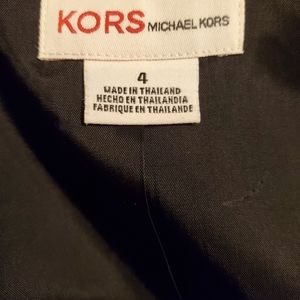 KORS MICHAEL KORS
4
MADE IN THAILAND
HECHO EN THAILANDIA
FABRIQUE EN THAILANDE